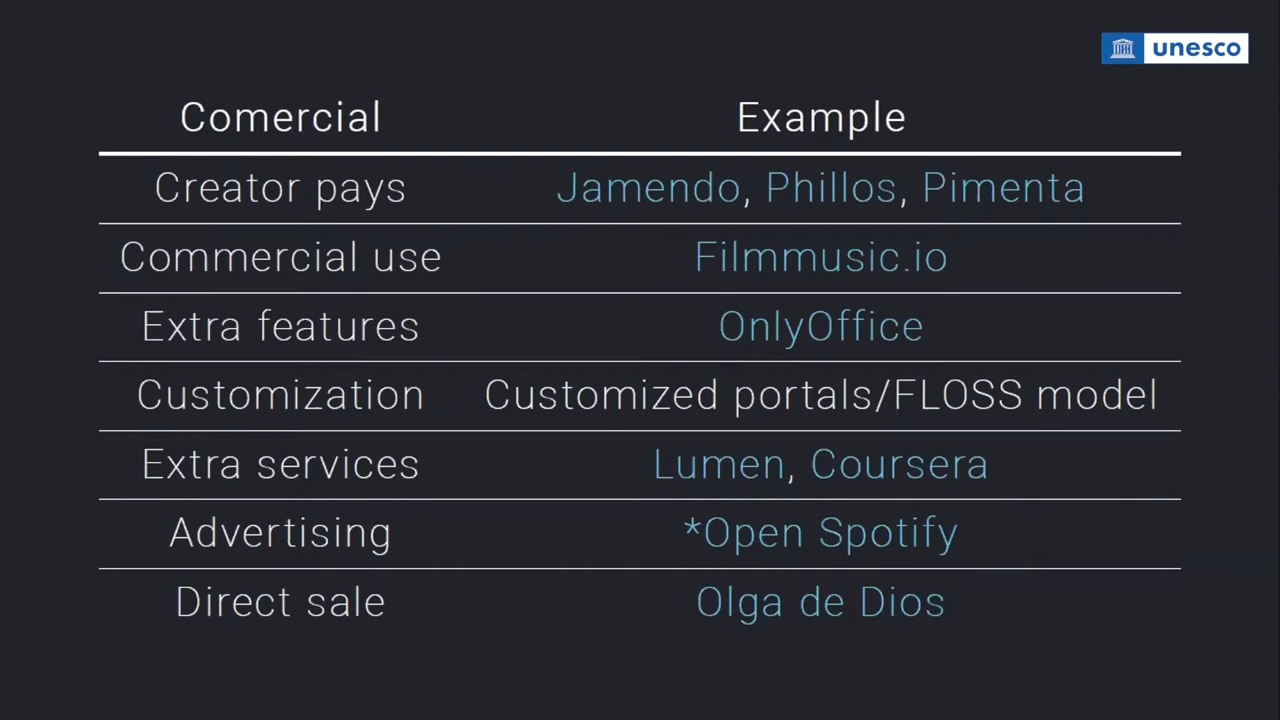 unesco
Comercial Example
Creator pays Jamendo, Phillos, Pimenta
Commercial use Filmmusic.io
Extra features OnlyOffice
Customization Customized portals/FLOSS model
Extra services Lumen, Coursera
Advertising *Open Spotify
Direct sale Olga de Dios